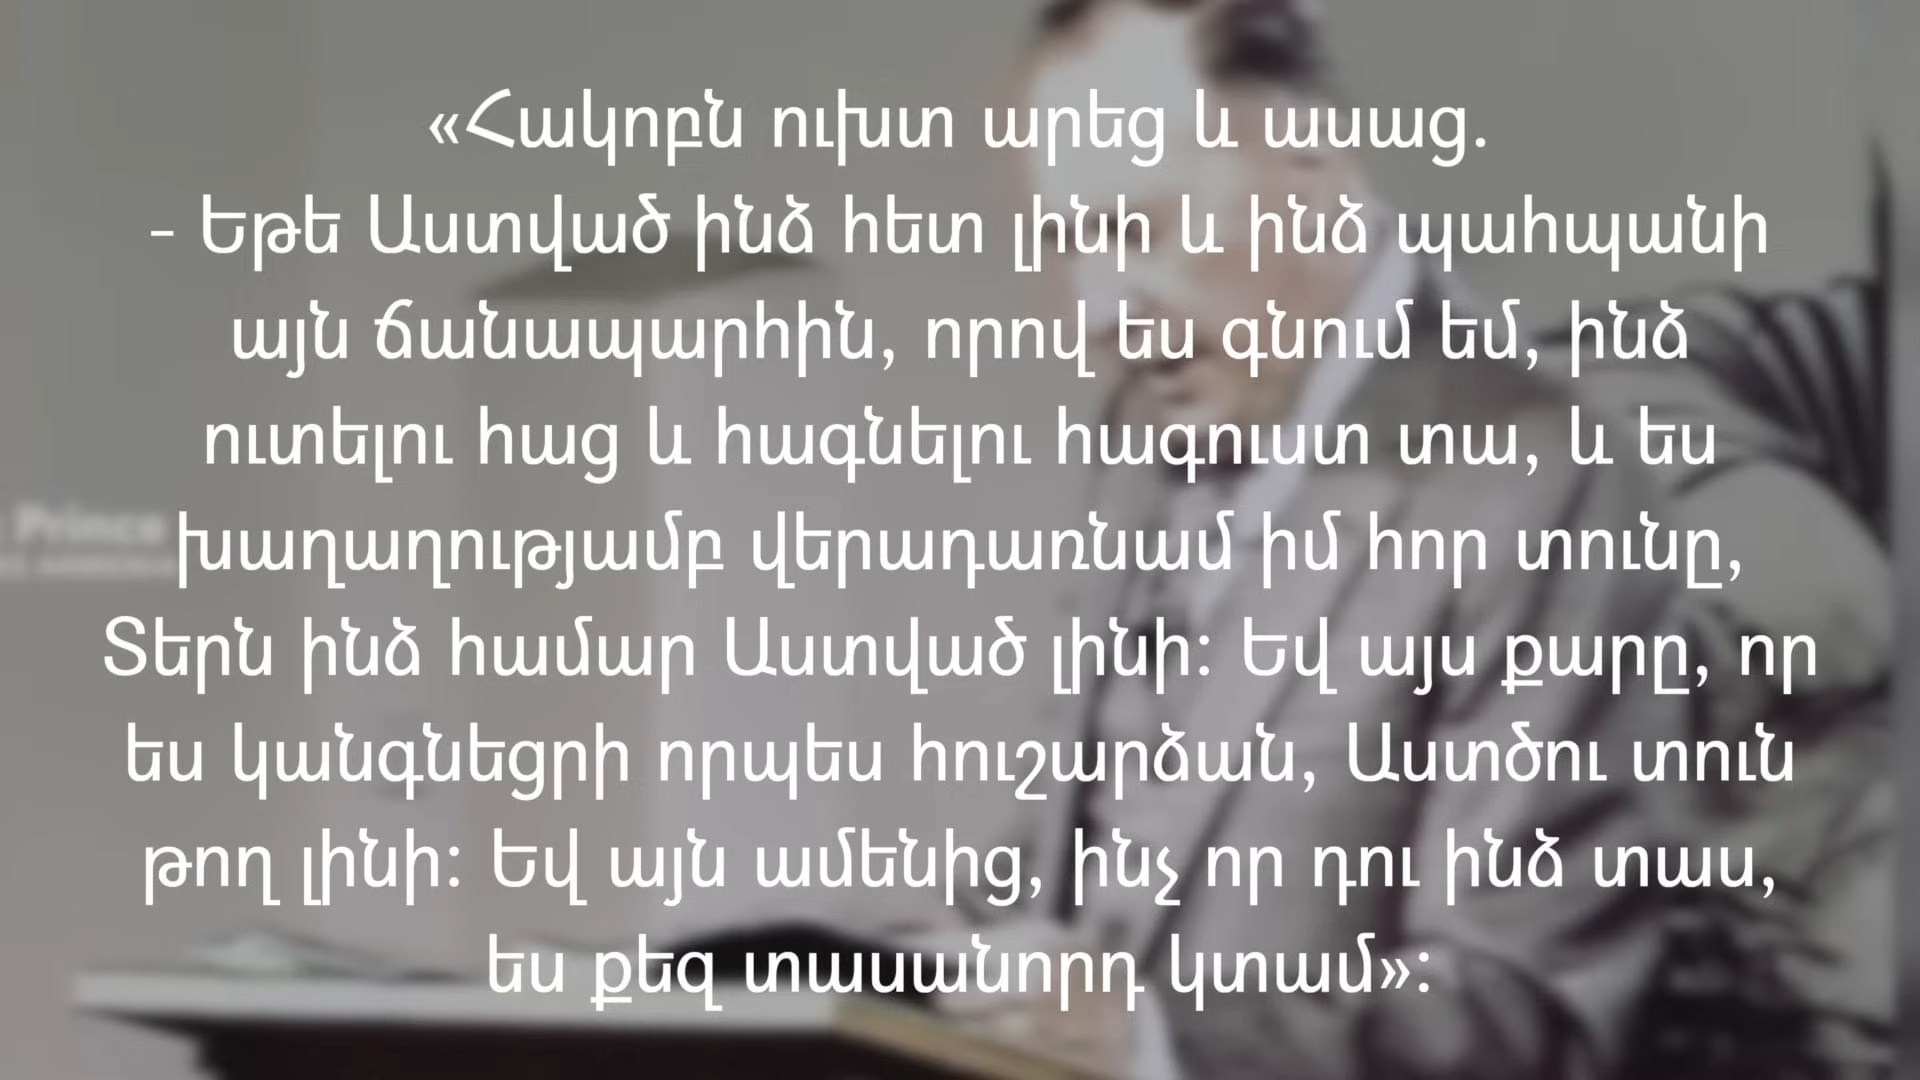 «Հակոբն ուխտ արեց և ասաց.
- Եթե Աստված ինձ հետ լինի և ինձ պահպանի
այն ճանապարհին, որով ես գնում եմ, ինձ
ուտելու հաց և հագնելու հագուստ տա, և ես
Prince
խաղաղությամբ վերադառնամ իմ հոր տունը,
Տերն ինձ համար Աստված լինի: Եվ այս քարը, որ
ես կանգնեցրի որպես հուշարձան, Աստծու տուն
թող լինի: Եվ այն ամենից, ինչ որ դու ինձ տաս,
ես քեզ տասանորդ կտամ»: